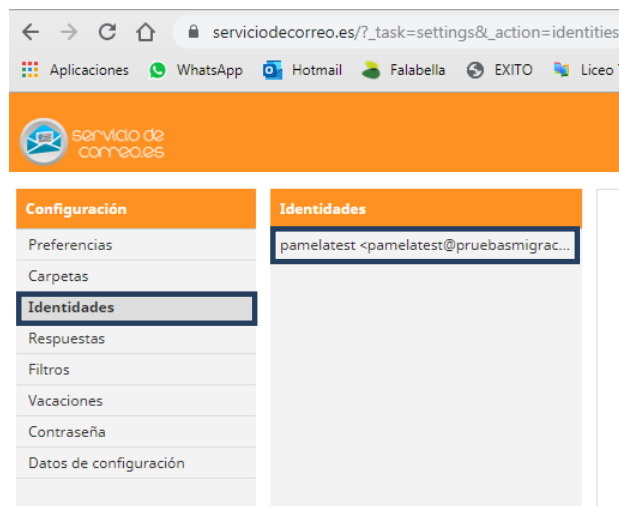 serviciodecorreo.es/?_task=settings&_action=identities
Aplicaciones WhatsApp Hotmail Falabella EXITO Liceo
servicio de
correo.es
Configuración
Preferencias
Carpetas
Identidades
Respuestas
Filtros
Vacaciones
Contraseña
Datos de configuración
Identidades
pamelatest <pamelatest@pruebasmigrac...